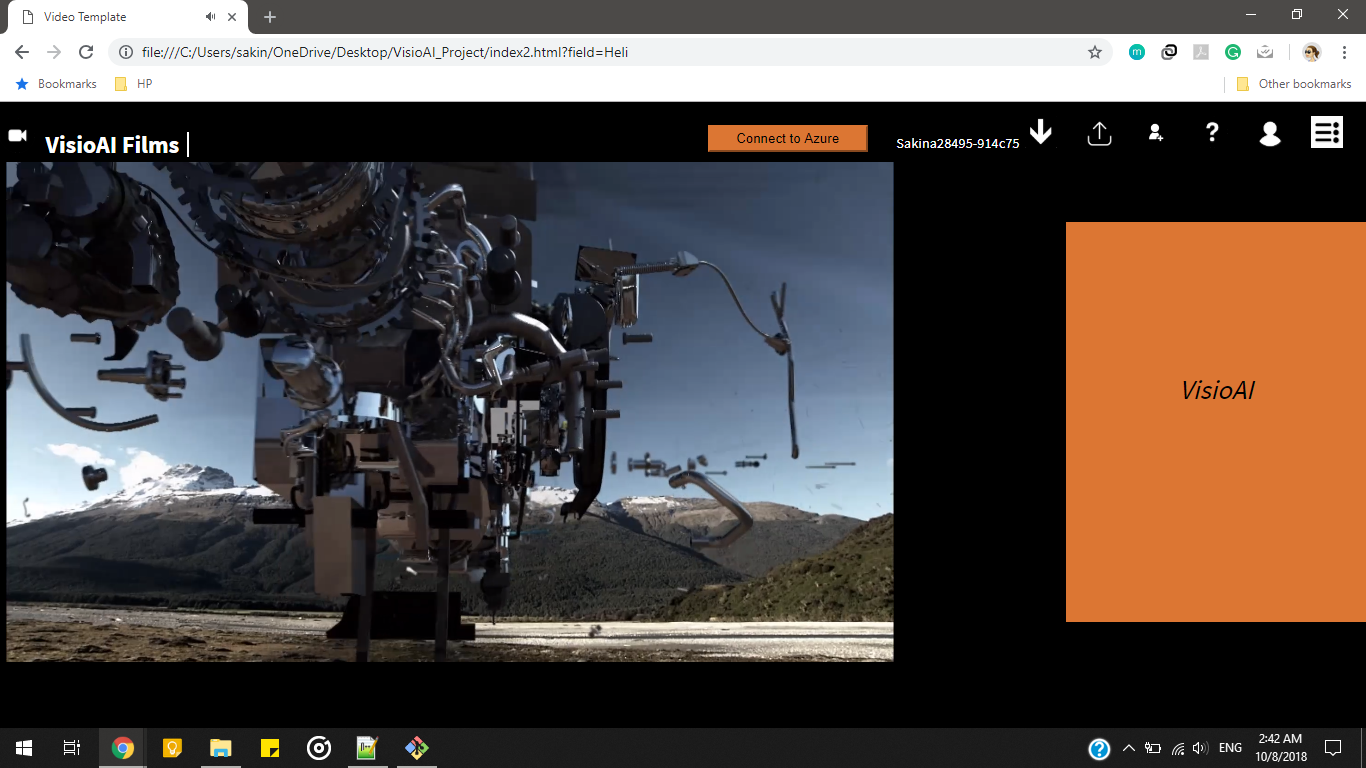 Video Template
file:///C:/Users/sakin/OneDrive/Desktop/VisioAI_Project/index2.html?field=Heli
Bookmarks
HP
Other bookmarks
VisioAI Films |
Connect to Azure
Sakina28495-914c75
?
VisioAI
ENG
2:42 AM
10/8/2018